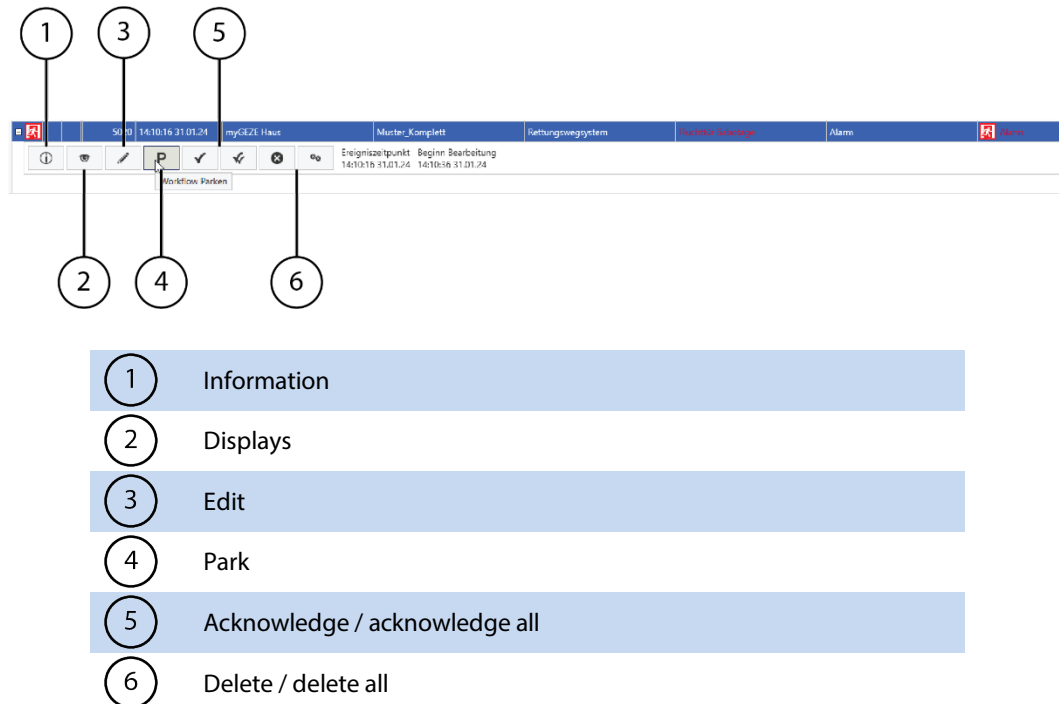 1 3 5
5020 14:10:16 31.01.24 myGEZE Haus Muster_Komplett Rettungswegsystem Alarm Alarm
P Ereigniszeitpunkt Beginn Bearbeitung
14:10:16 31.01.24 14:10:36 31.01.24
Workflow Parken
2 4 6
1 Information
2 Displays
3 Edit
4 Park
5 Acknowledge / acknowledge all
6 Delete / delete all